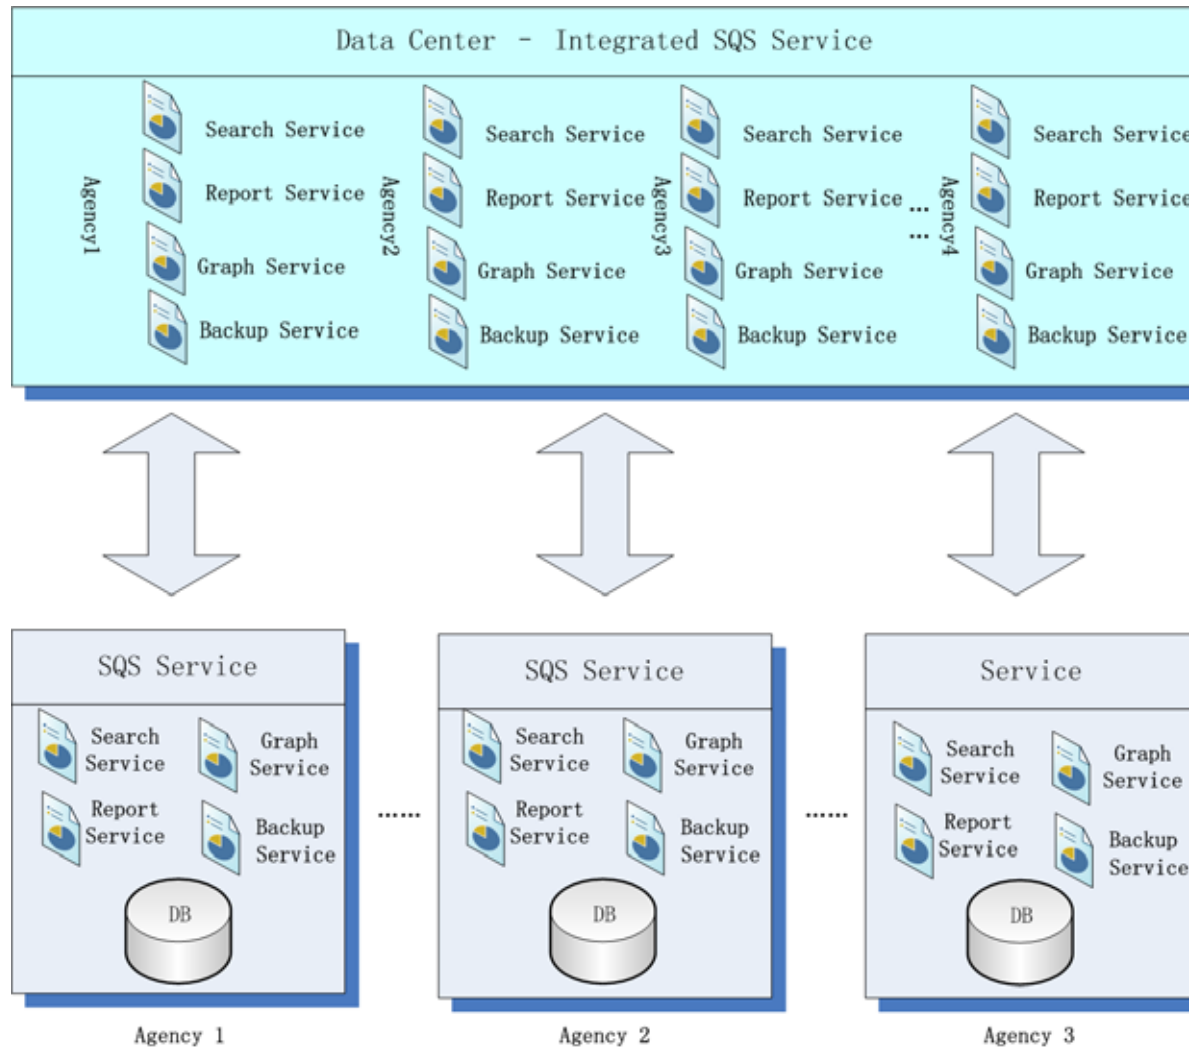 Data Center - Integrated SQS Service
Agency1
Search Service
Report Service
Graph Service
Backup Service
Agency2
Search Service
Report Service
Graph Service
Backup Service
Agency3
Search Service
Report Service
Graph Service
Backup Service
...
...
Agency4
Search Service
Report Service
Graph Service
Backup Service
SQS Service
Search
Service
Graph
Service
Report
Service
Backup
Service
DB
Agency 1
......
SQS Service
Search
Service
Graph
Service
Report
Service
Backup
Service
DB
Agency 2
......
Service
Search
Service
Graph
Service
Report
Service
Backup
Service
DB
Agency 3